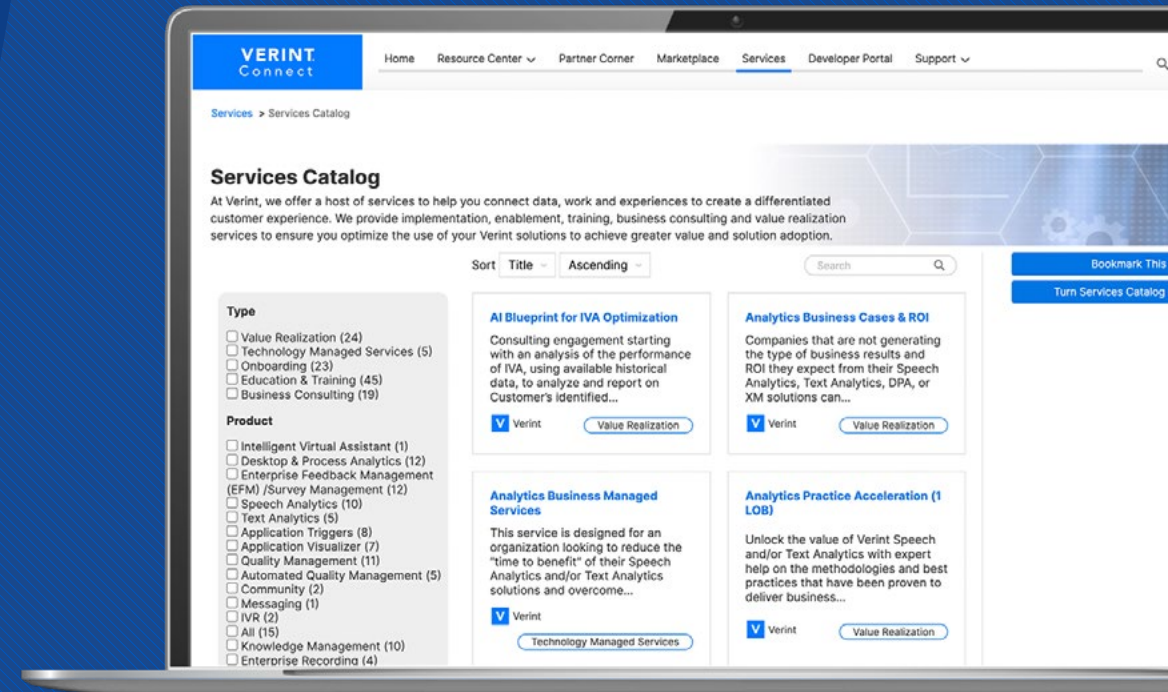 VERINT
Connect
Home Resource Center Partner Corner Marketplace Services Developer Portal Support
Services > Services Catalog
Services Catalog
At Verint, we offer a host of services to help you connect data, work and experiences to create a differentiated
customer experience. We provide implementation, enablement, training, business consulting and value realization
services to ensure you optimize the use of your Verint solutions to achieve greater value and solution adoption.
Sort Title Ascending Search
Bookmark This
Turn Services Catalog
Type
Value Realization (24)
Technology Managed Services (5)
Onboarding (23)
Education & Training (45)
Business Consulting (19)
Product
Intelligent Virtual Assistant (1)
Desktop & Process Analytics (12)
Enterprise Feedback Management
(EFM) /Survey Management (12)
Speech Analytics (10)
Text Analytics (5)
Application Triggers (8)
Application Visualizer (7)
Quality Management (11)
Automated Quality Management (5)
Community (2)
Messaging (1)
IVR (2)
All (15)
Knowledge Management (10)
Enterprise Recording (4)
AI Blueprint for IVA Optimization
Consulting engagement starting
with an analysis of the performance
of IVA, using available historical
data, to analyze and report on
Customer's identified...
V Verint Value Realization
Analytics Business Cases & ROI
Companies that are not generating
the type of business results and
ROI they expect from their Speech
Analytics, Text Analytics, DPA, or
XM solutions can...
V Verint Value Realization
Analytics Business Managed
Services
This service is designed for an
organization looking to reduce the
"time to benefit" of their Speech
Analytics and/or Text Analytics
solutions and overcome...
V Verint
Technology Managed Services
Analytics Practice Acceleration (1
LOB)
Unlock the value of Verint Speech
and/or Text Analytics with expert
help on the methodologies and best
practices that have been proven to
deliver business...
V Verint Value Realization